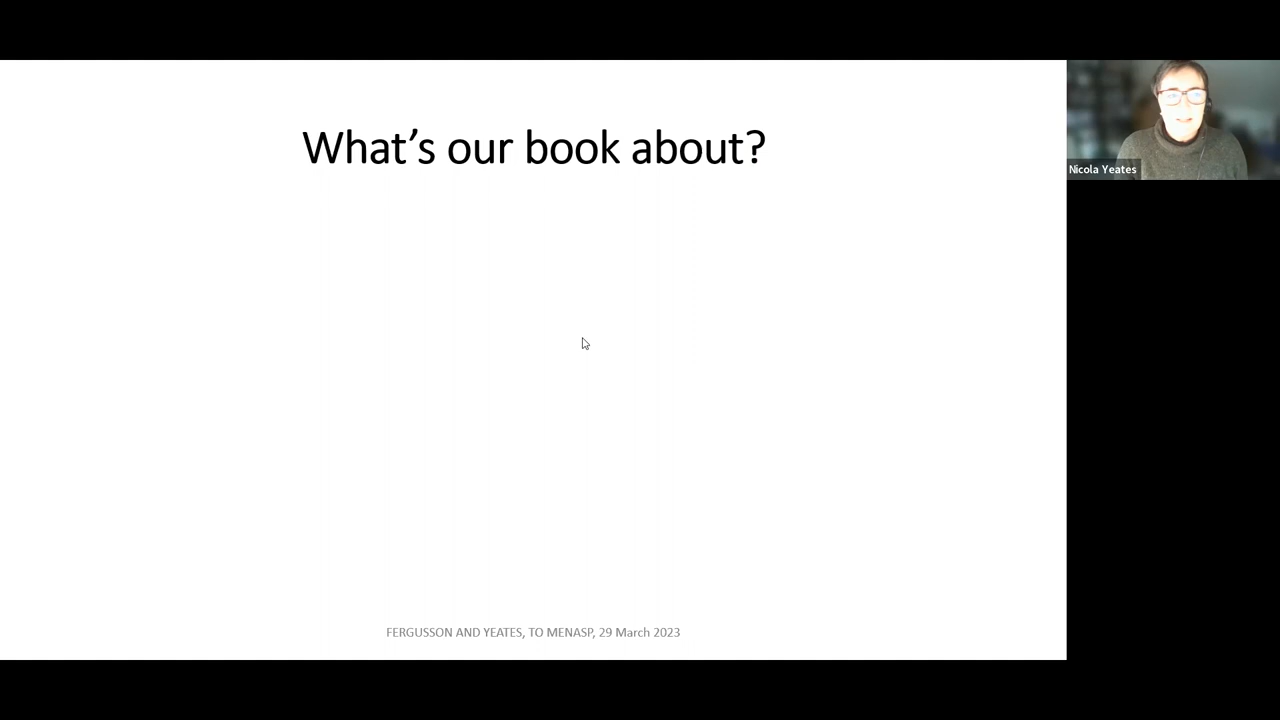 What’s our book about?
Nicola Yeates
FERGUSSON AND YEATES, TO MENASP, 29 March 2023